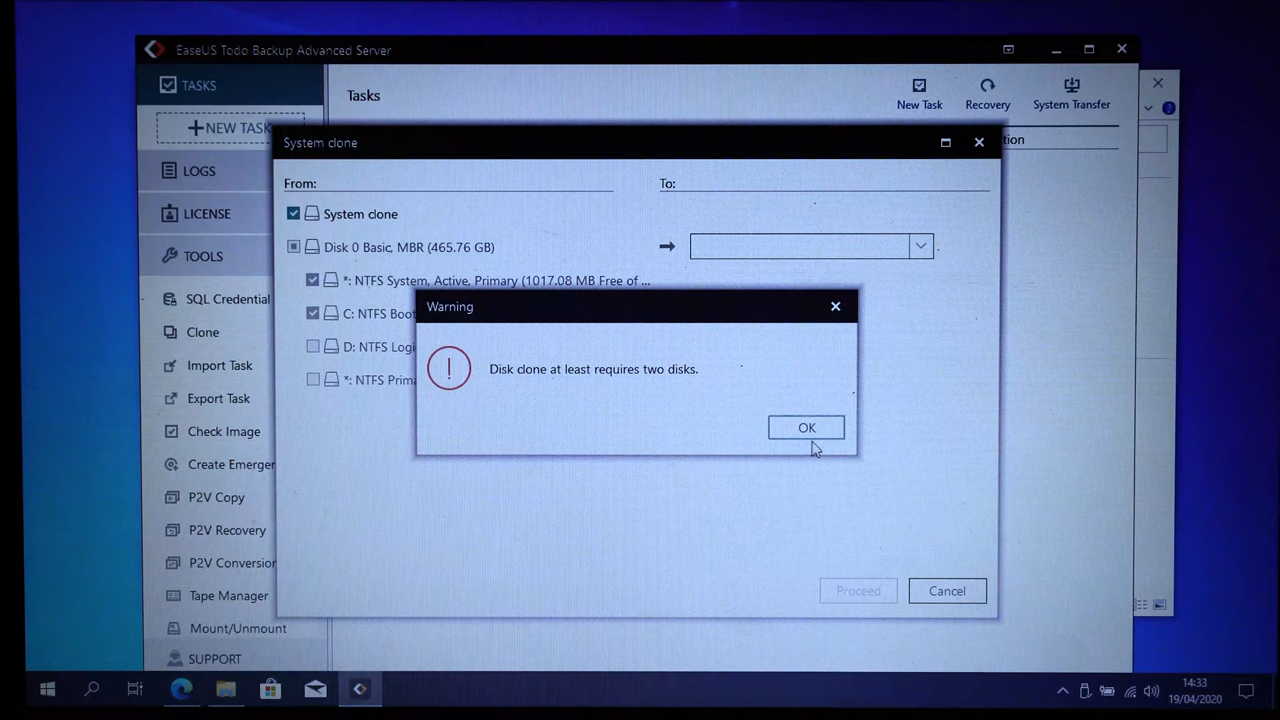 EaseUS Todo Backup Advanced Server
TASKS
Tasks
New Task
Recovery
System Transfer
NEW TASK
System clone
tion
LOGS
From:
To:
LICENSE
System clone
TOOLS
Disk 0 Basic, MBR (465.76 GB)
*: NTFS System, Active, Primary (1017.08 MB Free of ...
SQL Credential
Warning
C: NTFS Boot
Clone
D: NTFS Logi
Import Task
Disk clone at least requires two disks.
*: NTFS Prima
Export Task
OK
Check Image
Create Emerger
P2V Copy
P2V Recovery
P2V Conversion
Proceed
Cancel
Tape Manager
Mount/Unmount
SUPPORT
14:33
19/04/2020